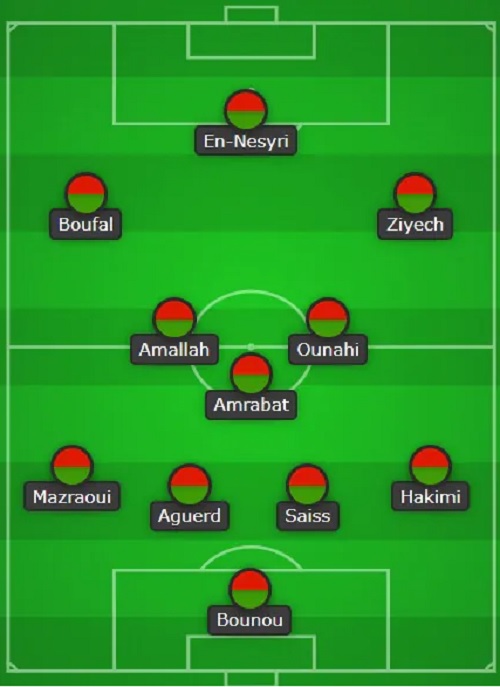 En-Nesyri
Boufal
Ziyech
Amallah
Ounahi
Amrabat
Mazraoui
Hakimi
Aguerd
Saiss
Bounou